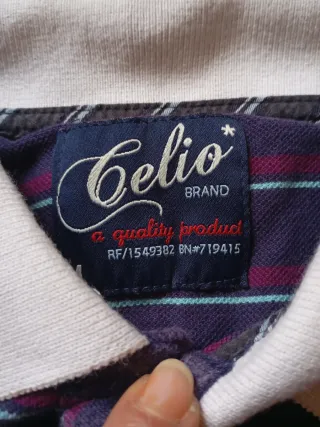 Celio*
BRAND
a quality product
RF/1549382 BN#719415
M